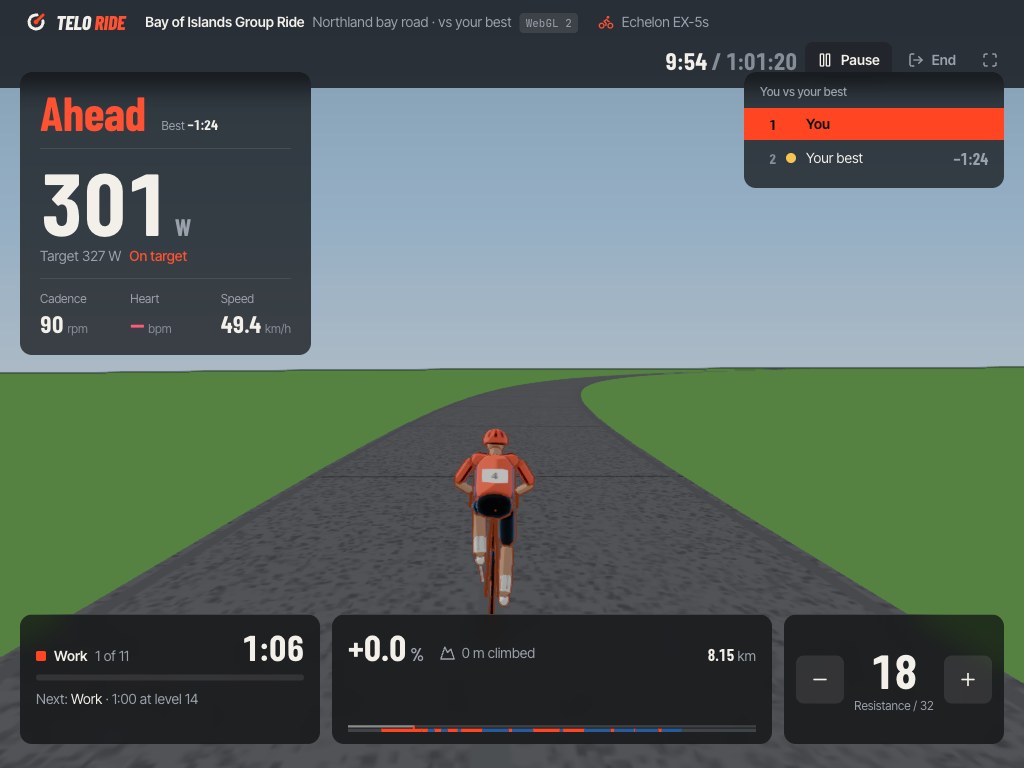 TELO RIDE Bay of Islands Group Ride Northland bay road · vs your best WebGL 2 Echelon EX-5s
9:54 / 1:01:20 Pause End
Ahead Best −1:24
301 W
Target 327 W On target
Cadence Heart Speed
90 rpm – bpm 49.4 km/h
You vs your best
1 You
2 Your best −1:24
4
Work 1 of 11 1:06
Next: Work · 1:00 at level 14
+0.0 % 0 m climbed 8.15 km
− 18 +
Resistance / 32